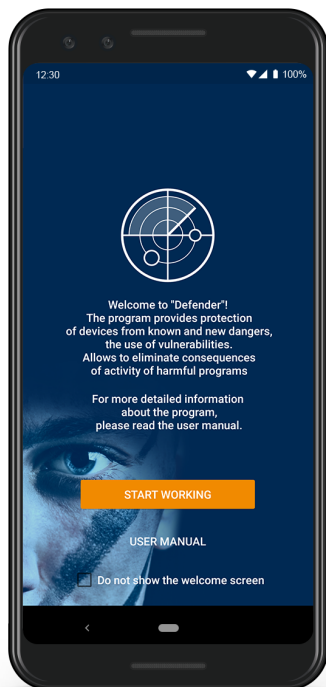 12:30 100%
Welcome to "Defender"!
The program provides protection
of devices from known and new dangers,
the use of vulnerabilities.
Allows to eliminate consequences
of activity of harmful programs
For more detailed information
about the program,
please read the user manual.
START WORKING
USER MANUAL
Do not show the welcome screen